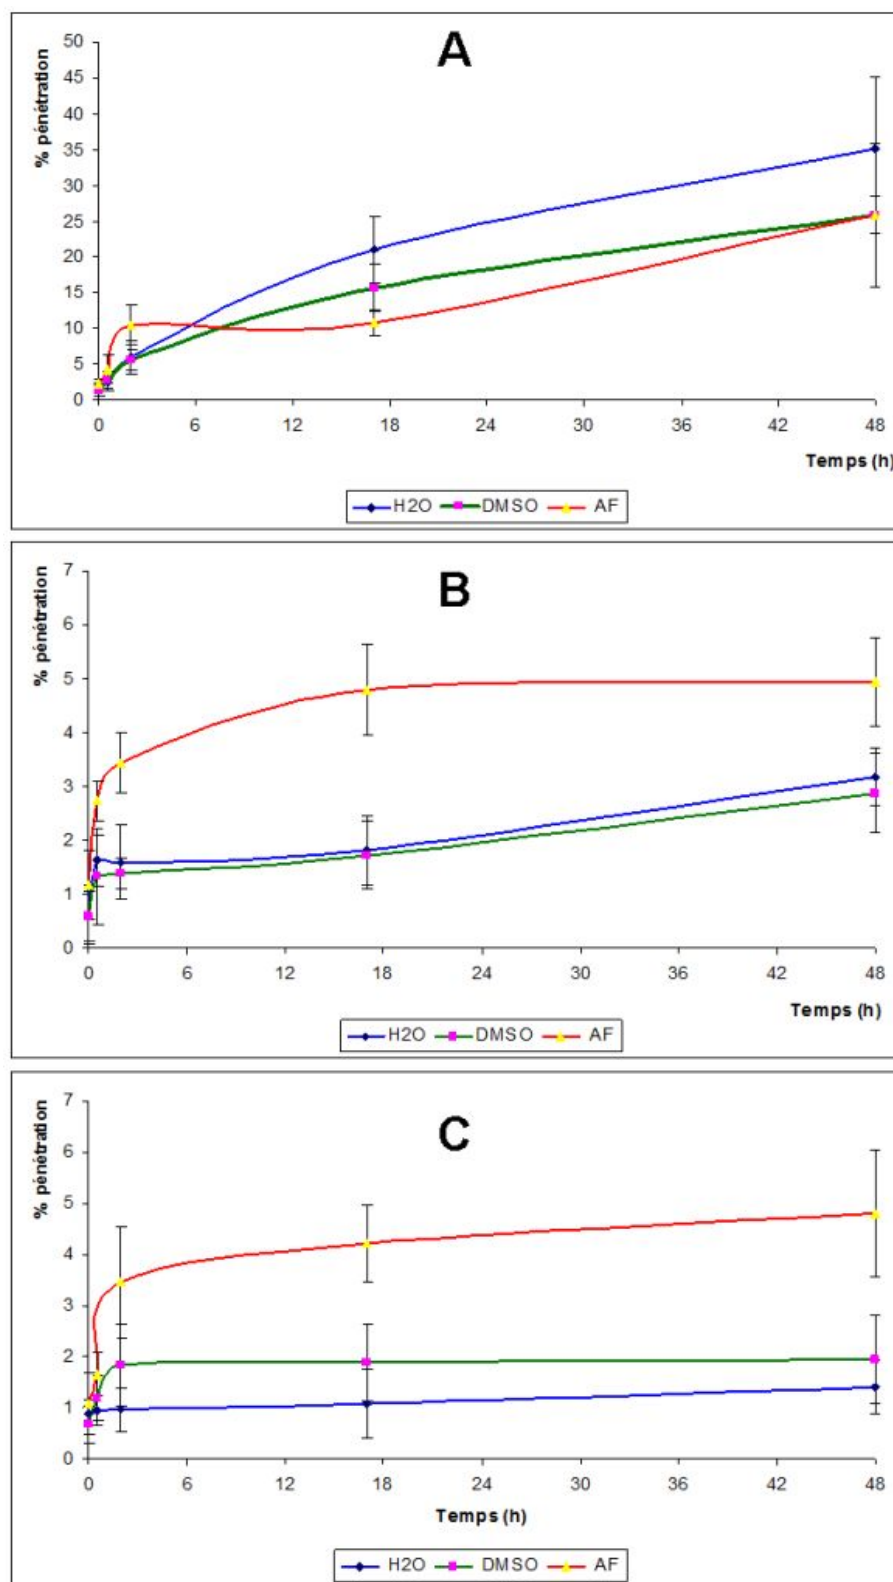 A
% pénétration
50
45
40
35
30
25
20
15
10
5
0
0 6 12 18 24 30 36 42 48
Temps (h)
H2O DMSO AF
B
% pénétration
7
6
5
4
3
2
1
0
0 6 12 18 24 30 36 42 48
Temps (h)
H2O DMSO AF
C
% pénétration
7
6
5
4
3
2
1
0
0 6 12 18 24 30 36 42 48
Temps (h)
H2O DMSO AF